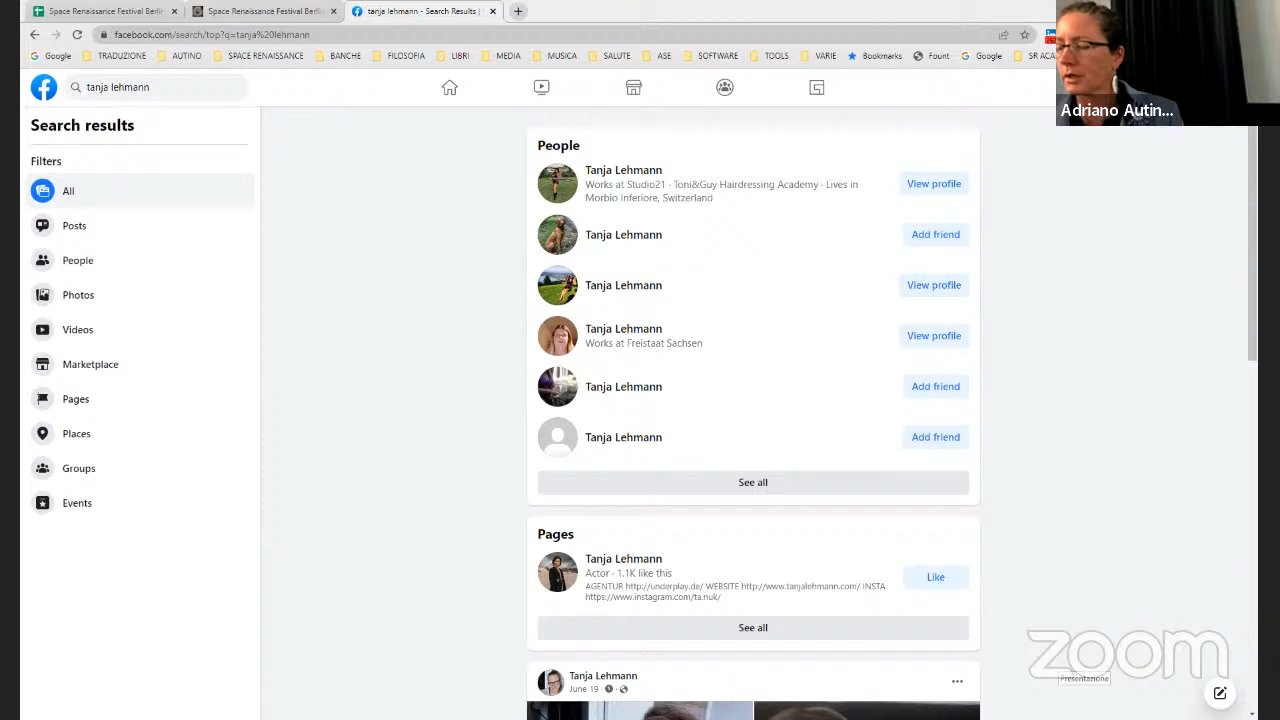 Space Renaissance Festival Berlin
Space Renaissance Festival Berlin
tanja lehmann - Search Results |
facebook.com/search/top?q=tanja%20lehmann
Google
TRADUZIONE
AUTINO
SPACE RENAISSANCE
BANCA
FILOSOFIA
LIBRI
MEDIA
MUSICA
SALUTE
ASE
SOFTWARE
TOOLS
VARIE
Bookmarks
Fount
Google
SR ACA
Adriano Autin...
tanja lehmann
Search results
Filters
All
Posts
People
Photos
Videos
Marketplace
Pages
Places
Groups
Events
People
Tanja Lehmann
Works at Studio21 · Toni&Guy Hairdressing Academy · Lives in
Morbio Inferiore, Switzerland
View profile
Tanja Lehmann
Add friend
Tanja Lehmann
View profile
Tanja Lehmann
Works at Freistaat Sachsen
View profile
Tanja Lehmann
Add friend
Tanja Lehmann
Add friend
See all
Pages
Tanja Lehmann
Actor · 1.1K like this
AGENTUR http://underplay.de/ WEBSITE http://www.tanjalehmann.com/ INSTA
https://www.instagram.com/ta.nuk/
Like
See all
Tanja Lehmann
June 19
zoom
Presentazione